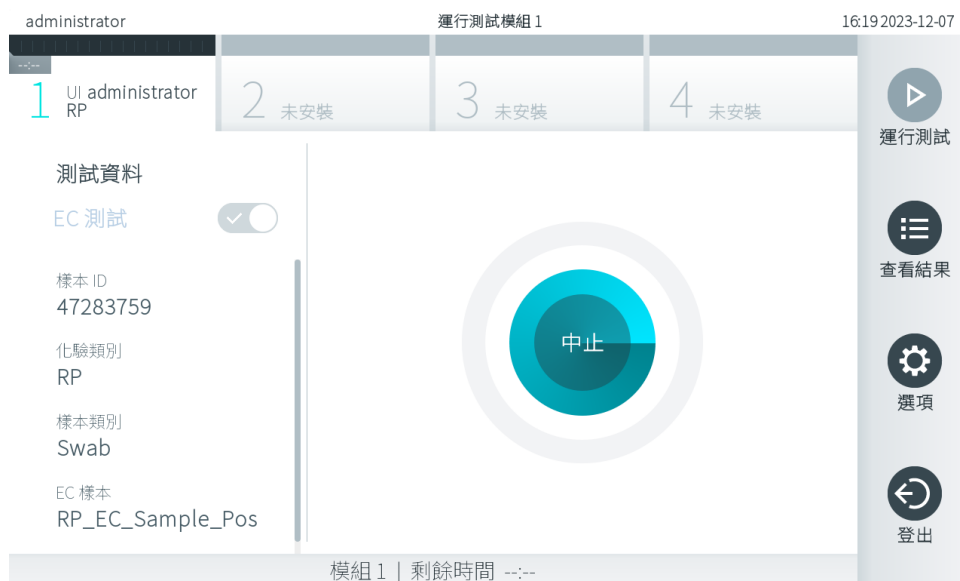 administrator
運行測試模組 1
16:19 2023-12-07
--:--
1 UI administrator
RP
2 未安裝
3 未安裝
4 未安裝
運行測試
測試資料
EC 測試
樣本 ID
47283759
化驗類別
RP
樣本類別
Swab
EC 樣本
RP_EC_Sample_Pos
中止
查看結果
選項
登出
模組 1 | 剩餘時間 --:--